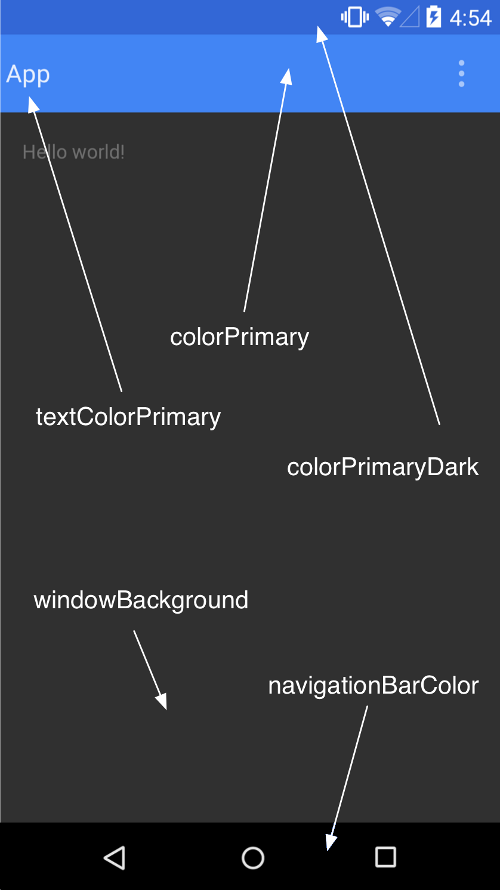 4:54
App
Hello world!
colorPrimary
textColorPrimary
colorPrimaryDark
windowBackground
navigationBarColor